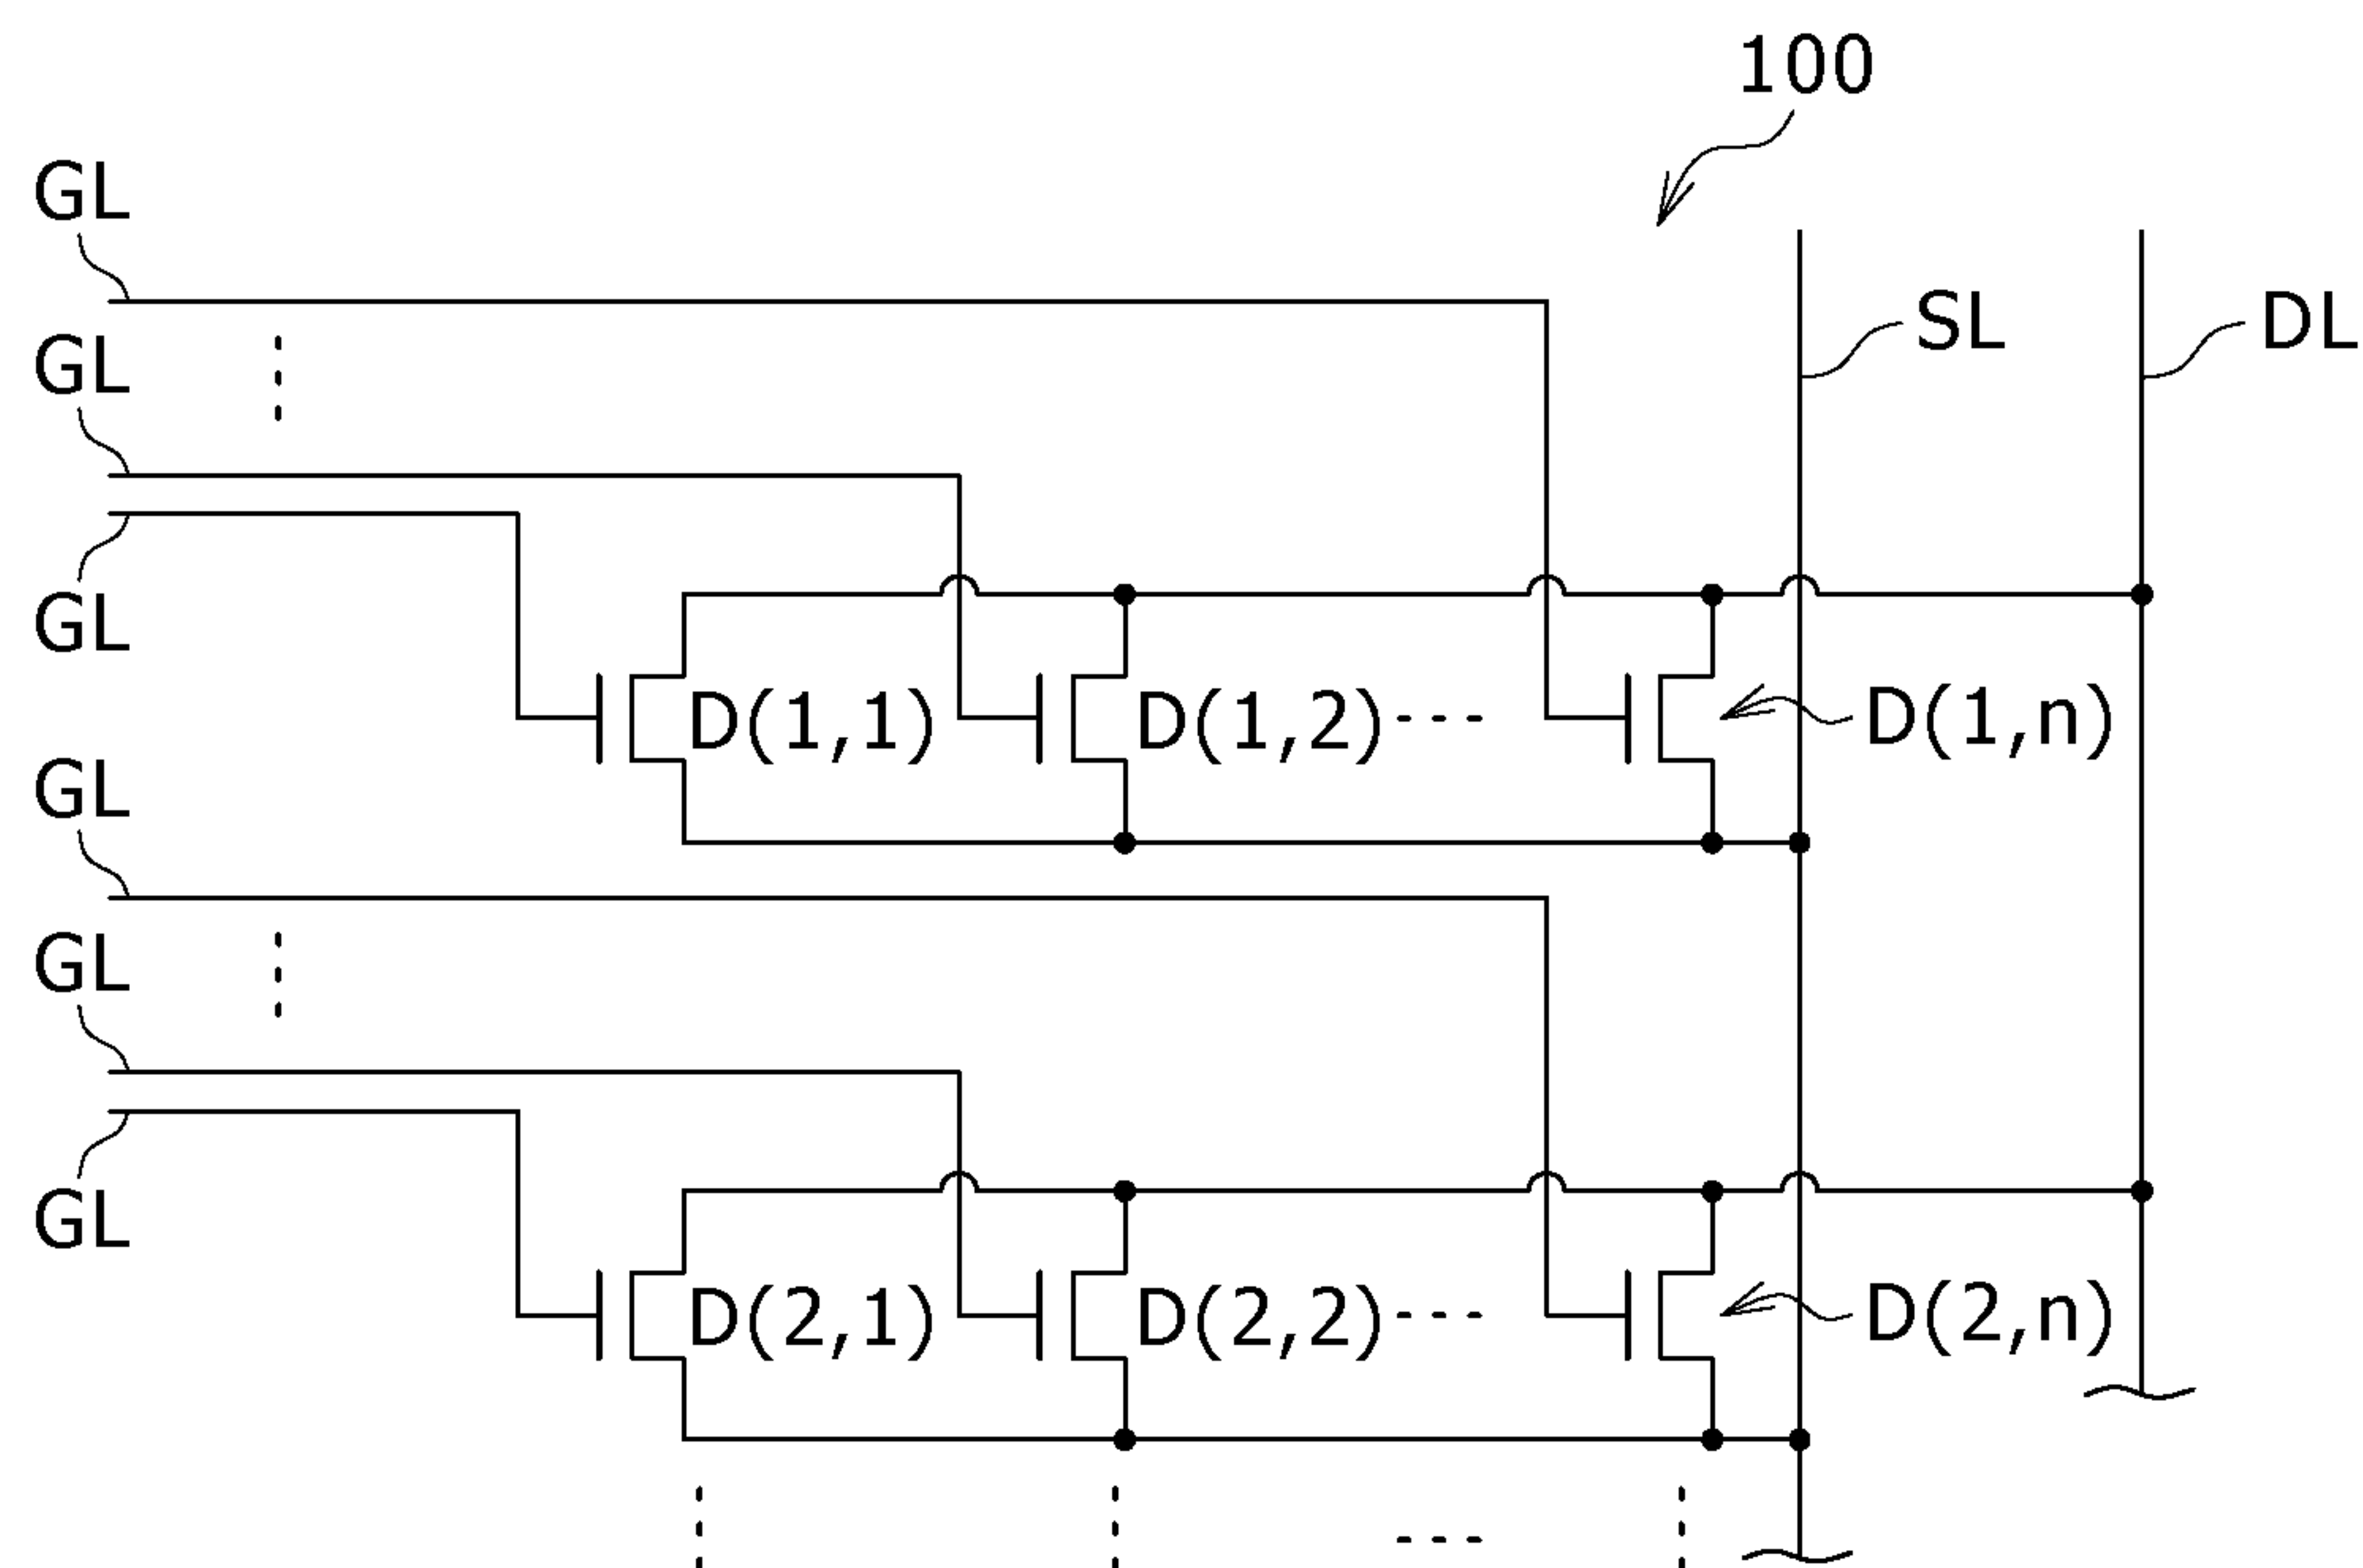 100
GL
GL
SL
DL
GL
D(1,1)
D(1,2)
D(1,n)
GL
GL
GL
D(2,1)
D(2,2)
D(2,n)